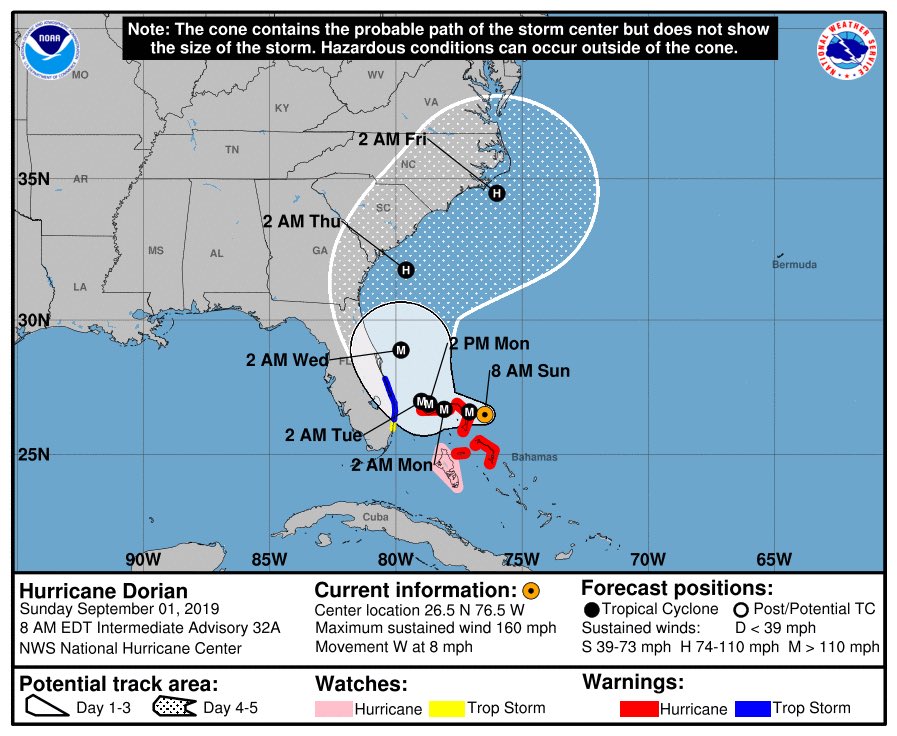 Note: The cone contains the probable path of the storm center but does not show
the size of the storm. Hazardous conditions can occur outside of the cone.
NOAA
NATIONAL WEATHER SERVICE
MO
WV
KY
VA
2 AM Fri
TN
NC
H
35N
AR
SC
2 AM Thu
MS
AL
GA
H
Bermuda
LA
30N
2 PM Mon
M
2 AM Wed
FL
8 AM Sun
M
M
M
M
2 AM Tue
25N
2 AM Mon
Bahamas
Cuba
90W
85W
80W
75W
70W
65W
Hurricane Dorian
Sunday September 01, 2019
8 AM EDT Intermediate Advisory 32A
NWS National Hurricane Center
Current information:
Center location 26.5 N 76.5 W
Maximum sustained wind 160 mph
Movement W at 8 mph
Forecast positions:
Tropical Cyclone
Post/Potential TC
Sustained winds:
D < 39 mph
S 39-73 mph
H 74-110 mph
M > 110 mph
Potential track area:
Day 1-3
Day 4-5
Watches:
Hurricane
Trop Storm
Warnings:
Hurricane
Trop Storm